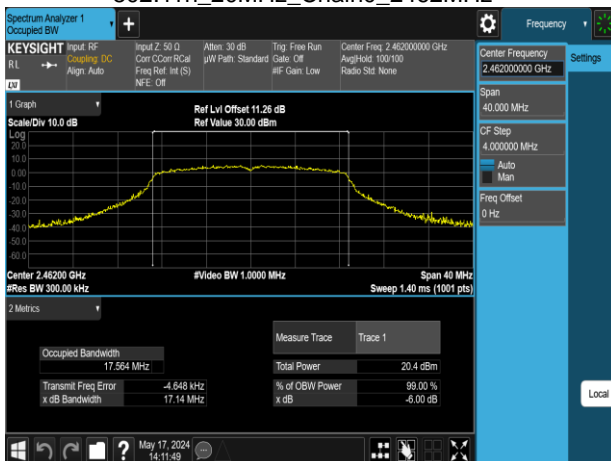 Spectrum Analyzer 1
Occupied BW
Frequency
KEYSIGHT
RL
LXI
Input: RF
Coupling: DC
Align: Auto
Input Z: 50 Ω
Corr CCorr RCal
Freq Ref: Int (S)
NFE: Off
Atten: 30 dB
µW Path: Standard
Trig: Free Run
Gate: Off
#IF Gain: Low
Center Freq: 2.462000000 GHz
Avg|Hold: 100/100
Radio Std: None
Center Frequency
2.462000000 GHz
Settings
Span
40.000 MHz
CF Step
4.000000 MHz
Auto
Man
Freq Offset
0 Hz
Local
1 Graph
Scale/Div 10.0 dB
Ref Lvl Offset 11.26 dB
Ref Value 30.00 dBm
Log
20.0
10.0
0.00
-10.0
-20.0
-30.0
-40.0
-50.0
-60.0
Center 2.46200 GHz
#Video BW 1.0000 MHz
Span 40 MHz
#Res BW 300.00 kHz
Sweep 1.40 ms (1001 pts)
2 Metrics
Measure Trace
Trace 1
Occupied Bandwidth
17.564 MHz
Total Power
20.4 dBm
Transmit Freq Error
-4.648 kHz
% of OBW Power
99.00 %
x dB Bandwidth
17.14 MHz
x dB
-6.00 dB
?
May 17, 2024
14:11:49